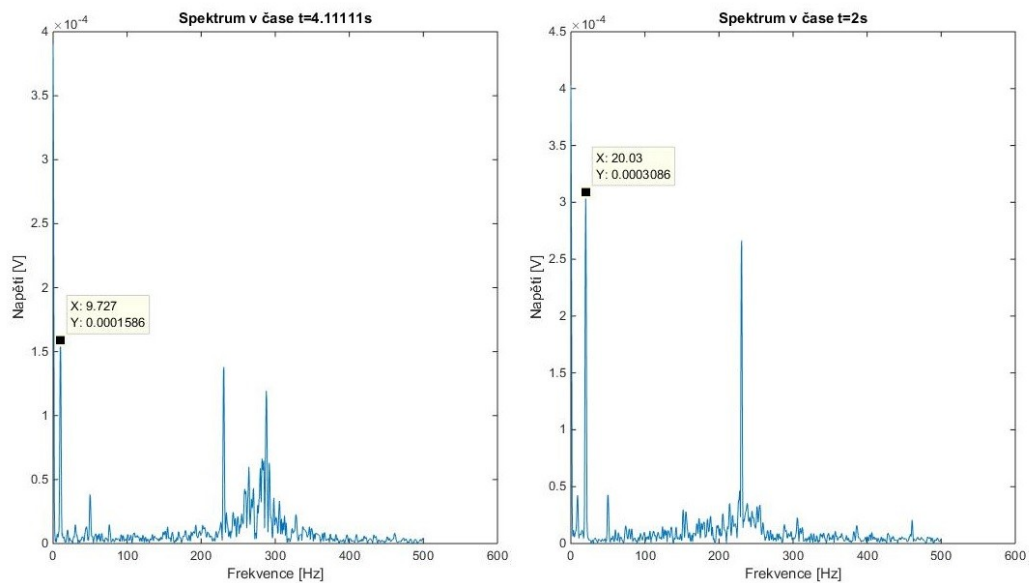 Spektrum v čase t=4.11111s
×10⁻⁴
4
3.5
3
2.5
2
1.5
1
0.5
0
Napětí [V]
X: 9.727
Y: 0.0001586
0 100 200 300 400 500 600
Frekvence [Hz]
Spektrum v čase t=2s
×10⁻⁴
4.5
4
3.5
3
2.5
2
1.5
1
0.5
0
Napětí [V]
X: 20.03
Y: 0.0003086
0 100 200 300 400 500 600
Frekvence [Hz]